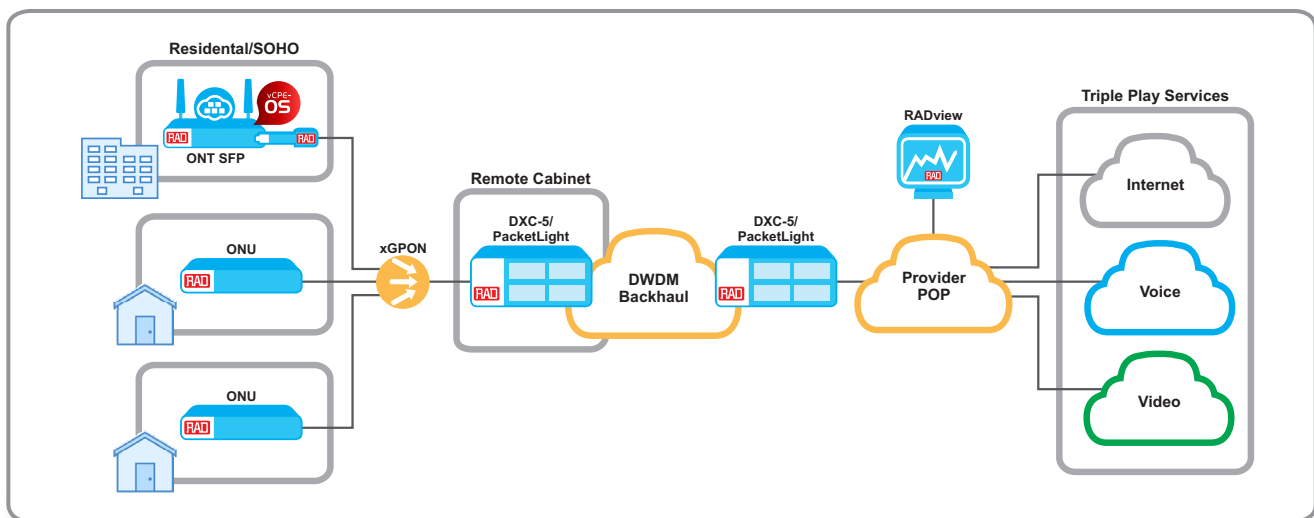 Residental/SOHO
vCPE-
OS
RAD
RAD
ONT SFP
ONU
RAD
ONU
RAD
xGPON
Remote Cabinet
DXC-5/
PacketLight
RAD
DWDM
Backhaul
DXC-5/
PacketLight
RAD
RADview
RAD
Provider
POP
Triple Play Services
Internet
Voice
Video